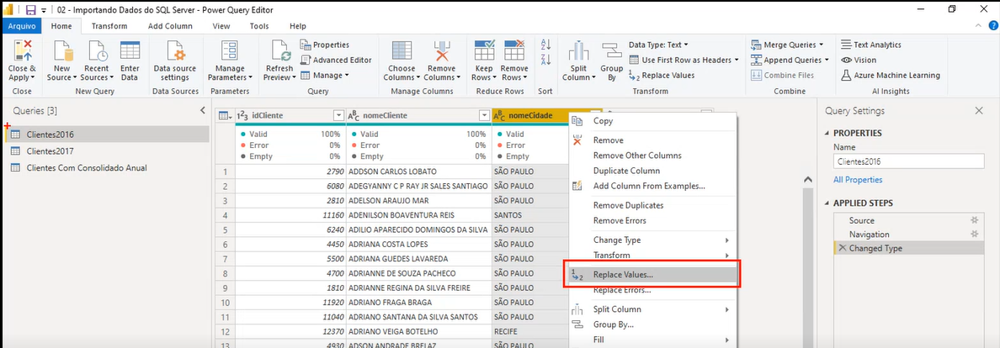 02 - Importando Dados do SQL Server - Power Query Editor
Arquivo Home Transform Add Column View Tools Help
Close & Apply
New Source
Recent Sources
Enter Data
Data source settings
Manage Parameters
Refresh Preview
Properties
Advanced Editor
Manage
Choose Columns
Remove Columns
Keep Rows
Remove Rows
Split Column
Group By
Data Type: Text
Use First Row as Headers
Replace Values
Merge Queries
Append Queries
Combine Files
Text Analytics
Vision
Azure Machine Learning
Close New Query Data Sources Parameters Query Manage Columns Reduce Rows Sort Transform Combine AI Insights
Queries [3]
Clientes2016
Clientes2017
Clientes Com Consolidado Anual
idCliente nomeCliente nomeCidade
Valid 100% Valid 100% Valid
Error 0% Error 0% Error
Empty 0% Empty 0% Empty
1 2790 ADDSON CARLOS LOBATO SÃO PAULO
2 6080 ADEGYANNY C P RAY JR SALES SANTIAGO SÃO PAULO
3 2810 ADELSON ARAUJO MAR SÃO PAULO
4 11160 ADENILSON BOAVENTURA REIS SANTOS
5 6240 ADILIO APARECIDO DOMINGOS DA SILVA SÃO PAULO
6 4450 ADRIANA COSTA LOPES SÃO PAULO
7 5500 ADRIANA GUEDES LAVAREDA SÃO PAULO
8 4700 ADRIANNE DE SOUZA PACHECO SÃO PAULO
9 1810 ADRIANNE REGINA DA SILVA FREIRE SÃO PAULO
10 11920 ADRIANO FRAGA BRAGA SÃO PAULO
11 11040 ADRIANO SANTANA DA SILVA SANTOS SÃO PAULO
12 12370 ADRIANO VEIGA BOTELHO RECIFE
13 4930 ADSON ANDRADE BRELAZ SÃO PAULO
Copy
Remove
Remove Other Columns
Duplicate Column
Add Column From Examples...
Remove Duplicates
Remove Errors
Change Type
Transform
Replace Values...
Replace Errors...
Split Column
Group By...
Fill
Query Settings
PROPERTIES
Name
Clientes2016
All Properties
APPLIED STEPS
Source
Navigation
Changed Type